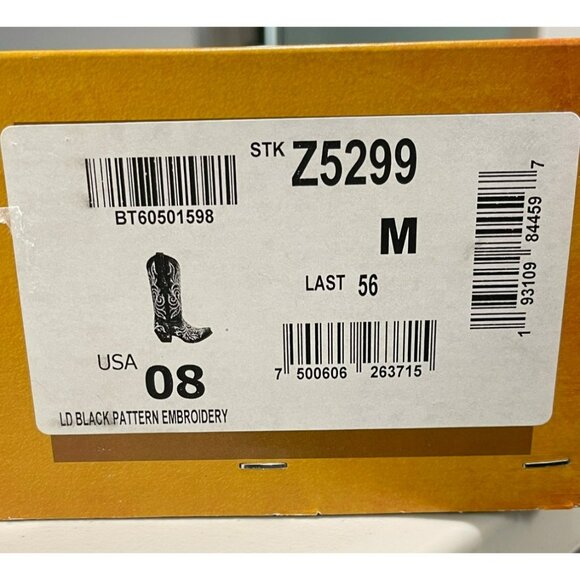 STK Z5299
BT60501598
M
LAST 56
USA 08
LD BLACK PATTERN EMBROIDERY
7 500606 263715
1 93109 84459 7